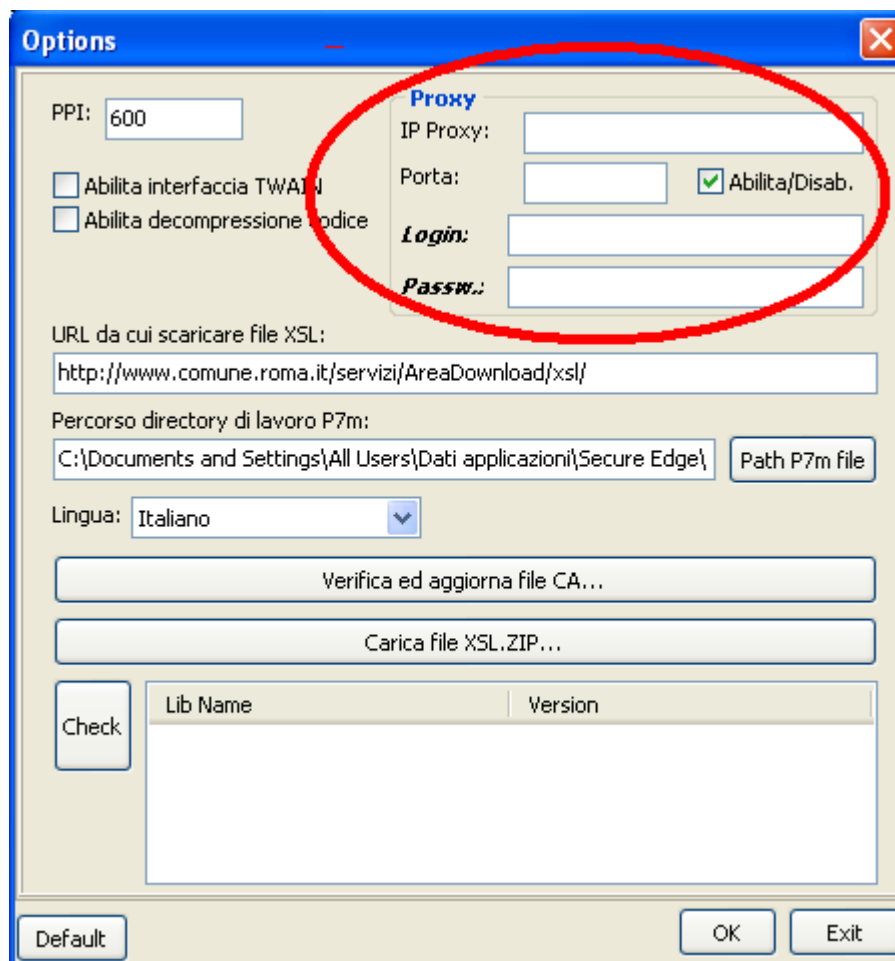 Options
PPI: 600
Abilita interfaccia TWAIN
Abilita decompressione codice
Proxy
IP Proxy:
Porta:
Abilita/Disab.
Login:
Passw.:
URL da cui scaricare file XSL:
http://www.comune.roma.it/servizi/AreaDownload/xsl/
Percorso directory di lavoro P7m:
C:\Documents and Settings\All Users\Dati applicazioni\Secure Edge\
Path P7m file
Lingua: Italiano
Verifica ed aggiorna file CA...
Carica file XSL.ZIP...
Check
Lib Name Version
Default OK Exit